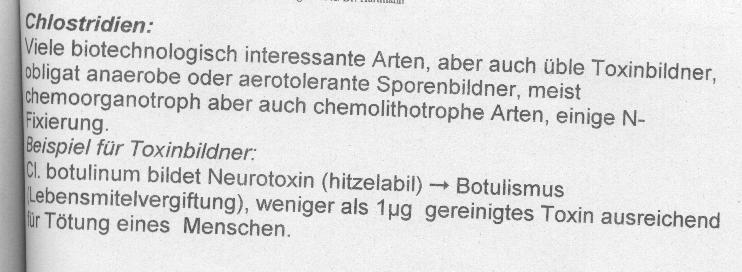 Chlostridien:
Viele biotechnologisch interessante Arten, aber auch üble Toxinbildner,
obligat anaerobe oder aerotolerante Sporenbildner, meist
chemoorganotroph aber auch chemolithotrophe Arten, einige N-
Fixierung.
Beispiel für Toxinbildner:
Cl. botulinum bildet Neurotoxin (hitzelabil) → Botulismus
(Lebensmitelvergiftung), weniger als 1µg gereinigtes Toxin ausreichend
für Tötung eines Menschen.